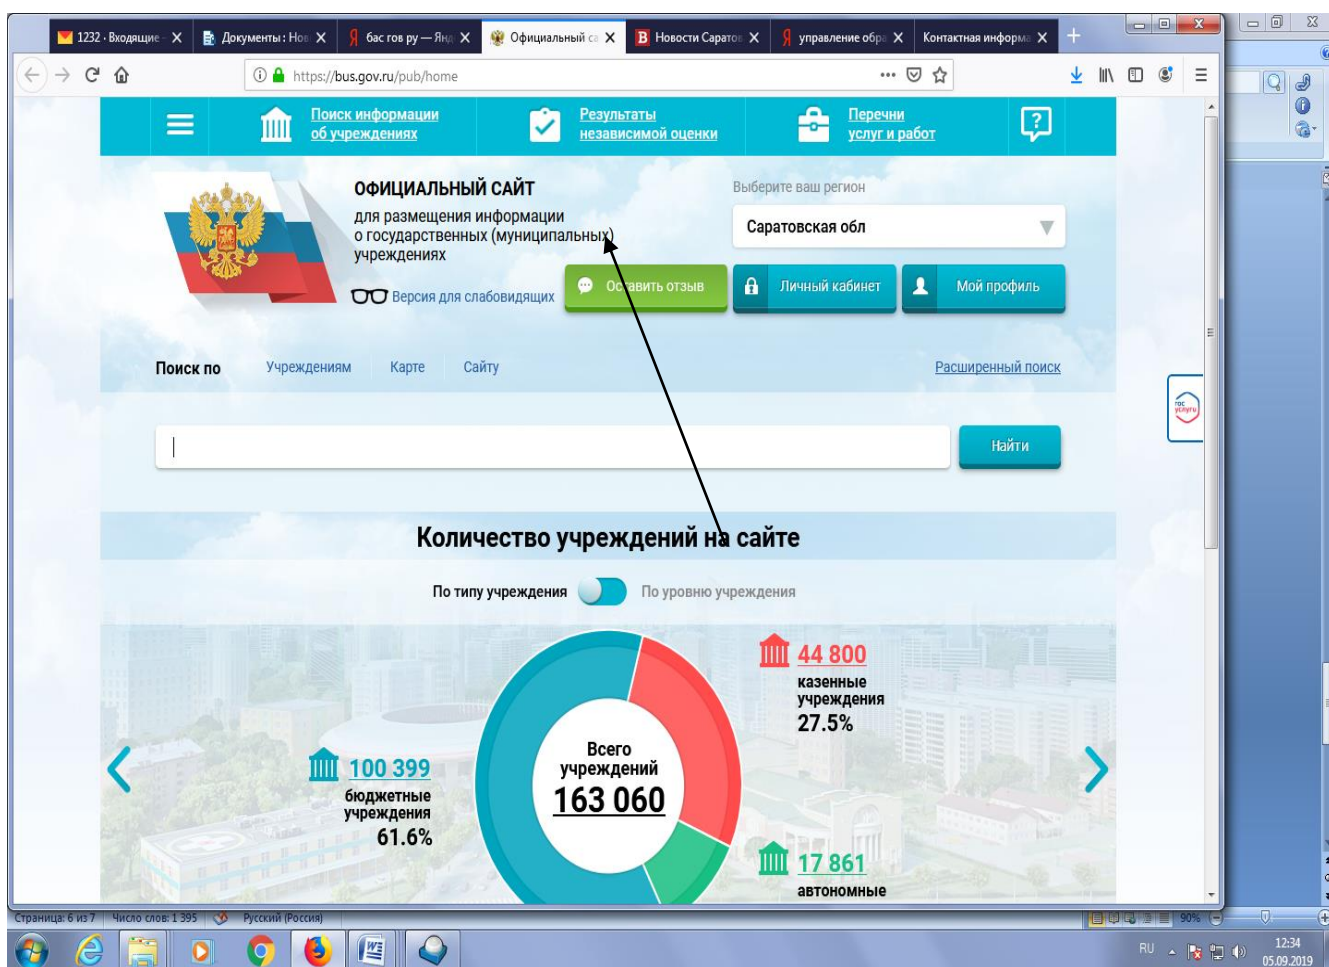 1232 · Входящие -
Документы : Нов
бас гов ру — Янд
Официальный са
Новости Саратов
управление обра
Контактная информа
https://bus.gov.ru/pub/home
Поиск информации
об учреждениях
Результаты
независимой оценки
Перечни
услуг и работ
ОФИЦИАЛЬНЫЙ САЙТ
для размещения информации
о государственных (муниципальных)
учреждениях
Версия для слабовидящих
Выберите ваш регион
Саратовская обл
Оставить отзыв
Личный кабинет
Мой профиль
Поиск по
Учреждениям
Карте
Сайту
Расширенный поиск
гос
услуги
Найти
Количество учреждений на сайте
По типу учреждения
По уровню учреждения
44 800
казенные
учреждения
27.5%
Всего
учреждений
163 060
100 399
бюджетные
учреждения
61.6%
17 861
автономные
Страница: 6 из 7 Число слов: 1 395 Русский (Россия) 90%
RU
12:34
05.09.2019